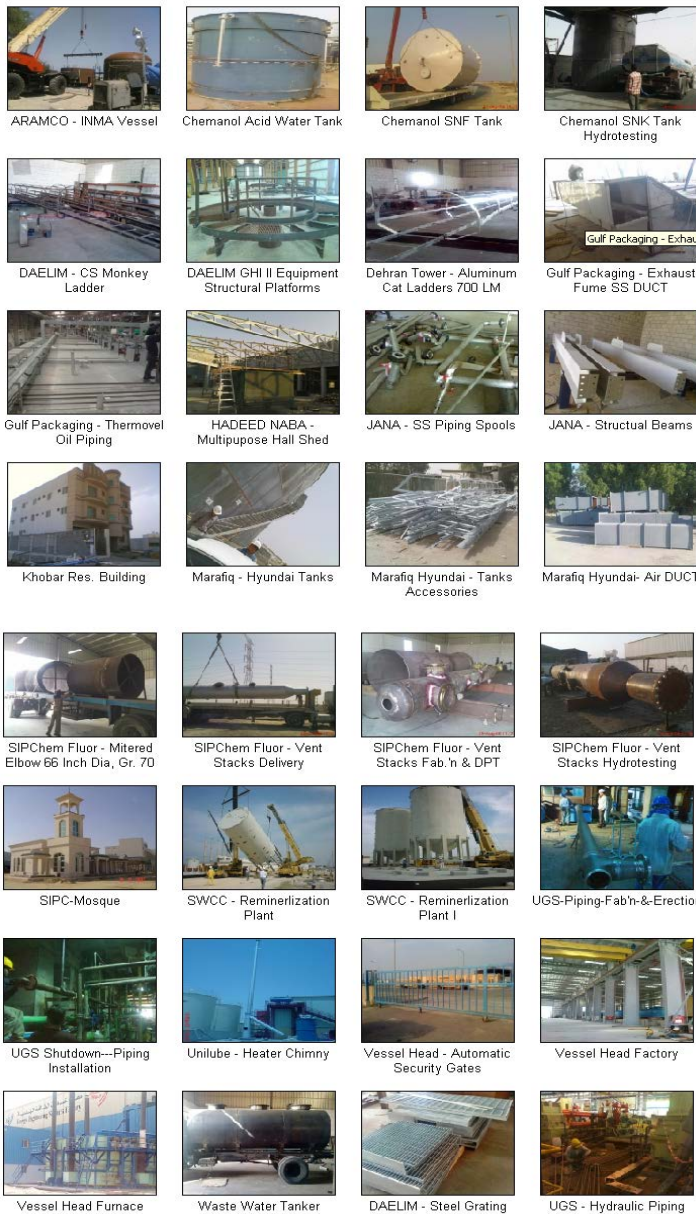 ARAMCO - INMA Vessel
Chemanol Acid Water Tank
Chemanol SNF Tank
Chemanol SNK Tank
Hydrotesting
DAELIM - CS Monkey
Ladder
DAELIM GHI II Equipment
Structural Platforms
Dehran Tower - Aluminum
Cat Ladders 700 LM
Gulf Packaging - Exhau
Gulf Packaging - Exhaust
Fume SS DUCT
Gulf Packaging - Thermovel
Oil Piping
HADEED NABA -
Multipupose Hall Shed
JANA - SS Piping Spools
JANA - Structual Beams
Khobar Res. Building
Marafiq - Hyundai Tanks
Marafiq Hyundai - Tanks
Accessories
Marafiq Hyundai- Air DUCT
SIPChem Fluor - Mitered
Elbow 66 Inch Dia, Gr. 70
SIPChem Fluor - Vent
Stacks Delivery
SIPChem Fluor - Vent
Stacks Fab.'n & DPT
SIPChem Fluor - Vent
Stacks Hydrotesting
SIPC-Mosque
SWCC - Reminerlization
Plant
SWCC - Reminerlization
Plant I
UGS-Piping-Fab'n-&-Erection
UGS Shutdown---Piping
Installation
Unilube - Heater Chimny
Vessel Head - Automatic
Security Gates
Vessel Head Factory
Vessel Head Furnace
Waste Water Tanker
DAELIM - Steel Grating
UGS - Hydraulic Piping